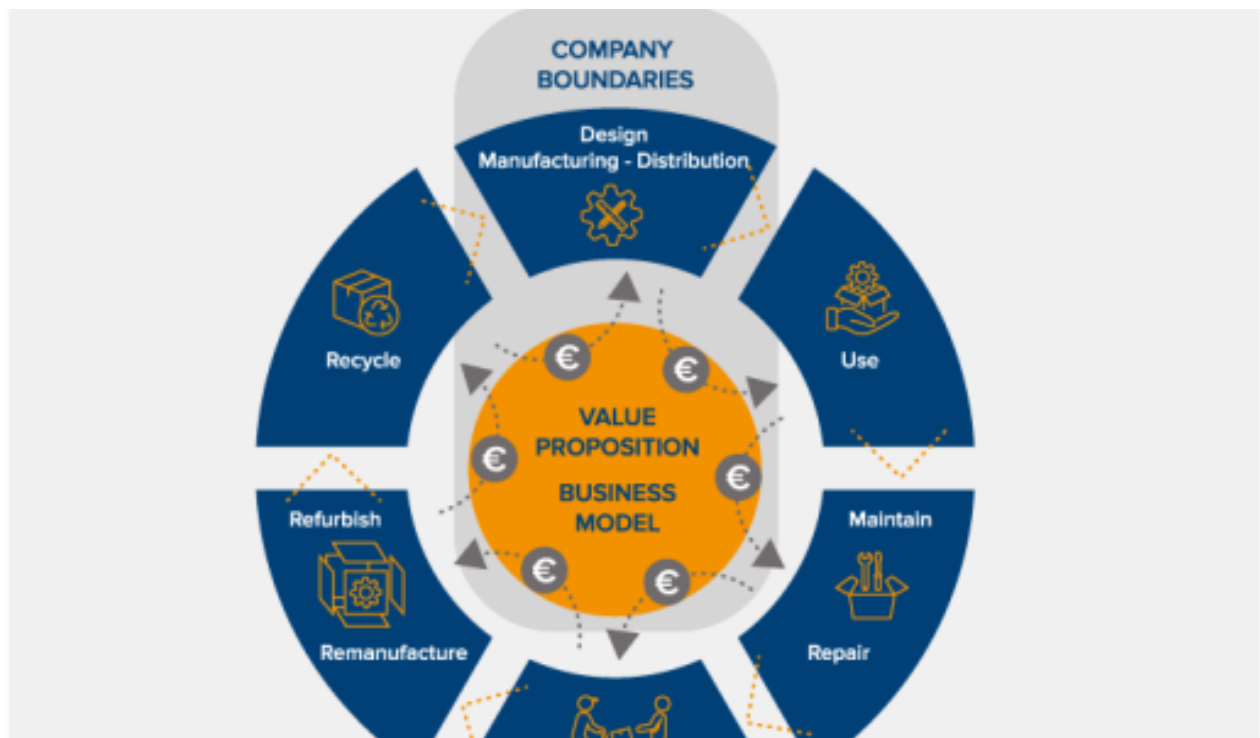 COMPANY
BOUNDARIES
Design
Manufacturing - Distribution
Recycle
Use
€
€
VALUE
PROPOSITION
€
€
BUSINESS
MODEL
Refurbish
Maintain
€
€
Remanufacture
Repair